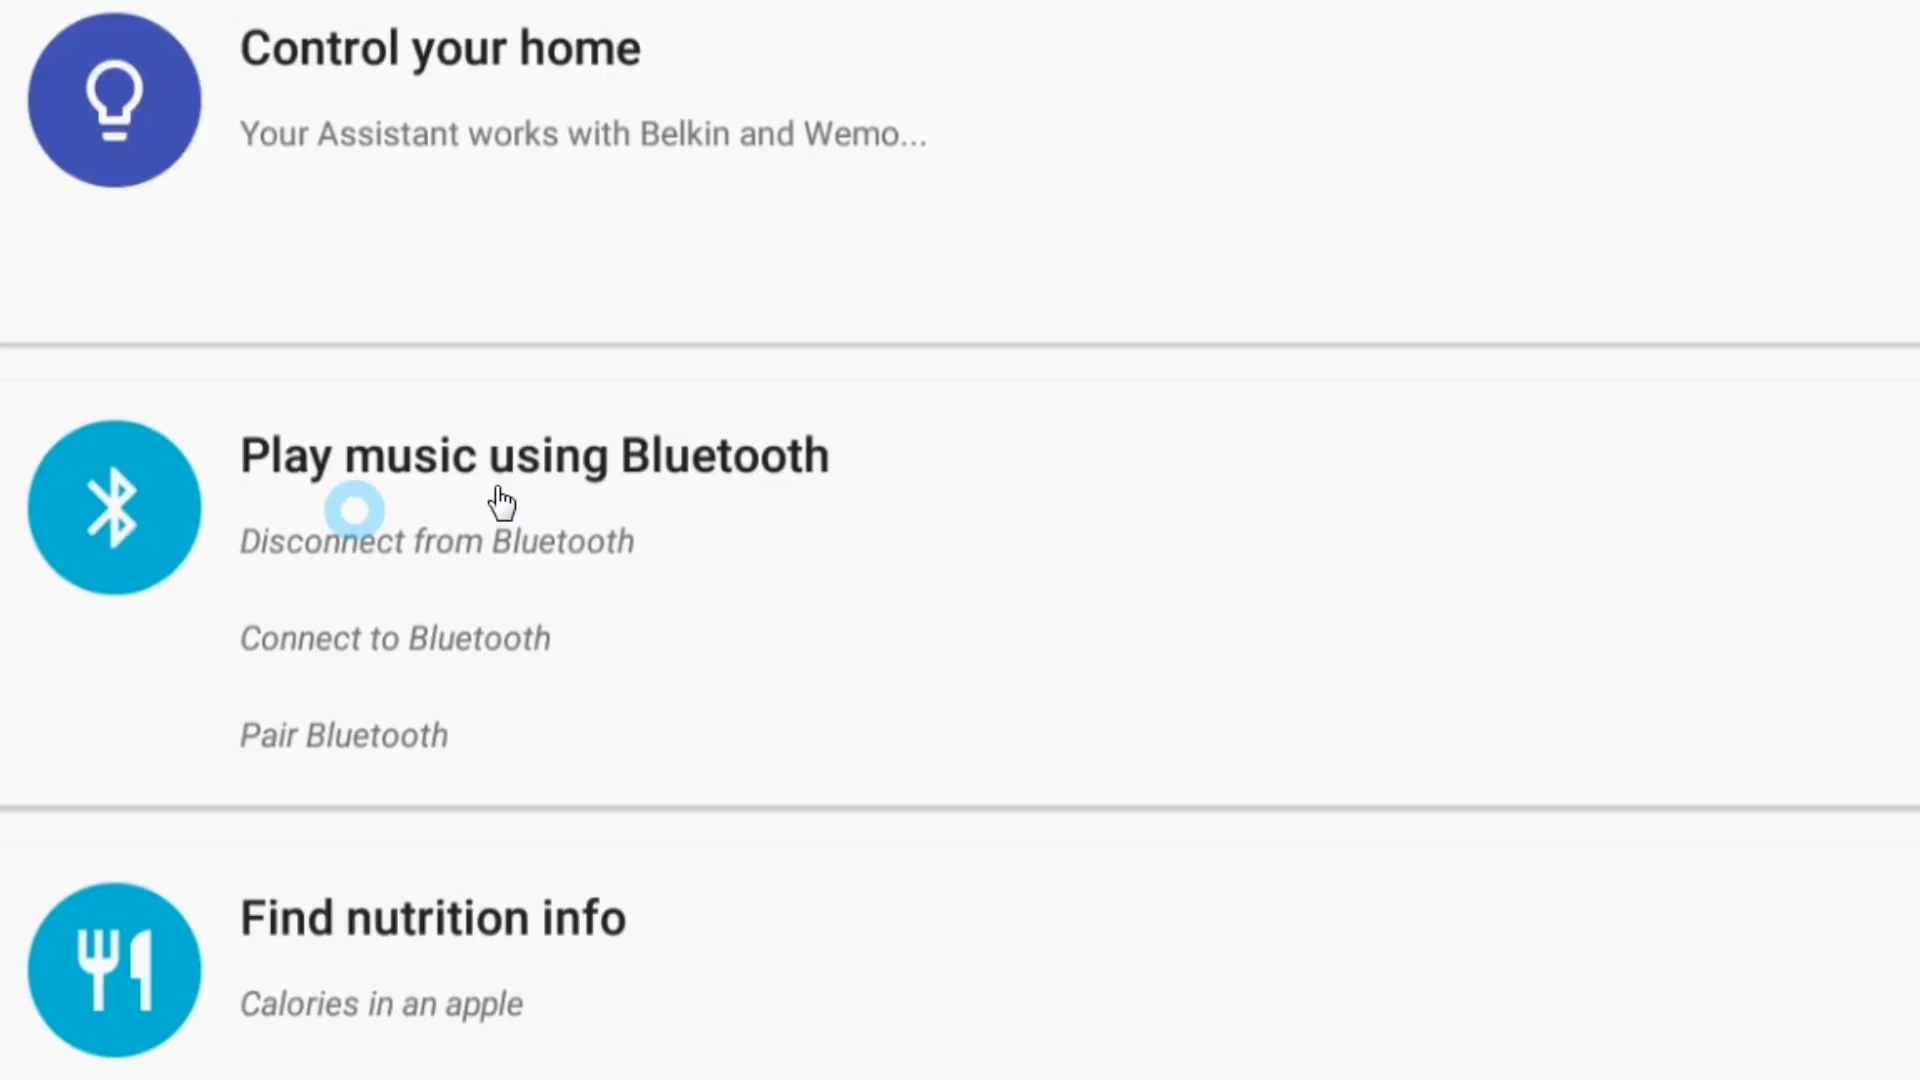 Control your home
Your Assistant works with Belkin and Wemo...
Play music using Bluetooth
Disconnect from Bluetooth
Connect to Bluetooth
Pair Bluetooth
Find nutrition info
Calories in an apple